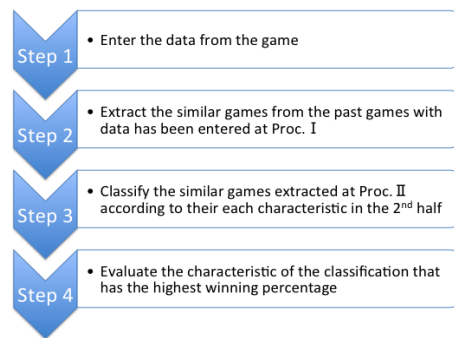 Step 1
• Enter the data from the game
Step 2
• Extract the similar games from the past games with
data has been entered at Proc. Ⅰ
Step 3
• Classify the similar games extracted at Proc. Ⅱ
according to their each characteristic in the 2nd half
Step 4
• Evaluate the characteristic of the classification that
has the highest winning percentage